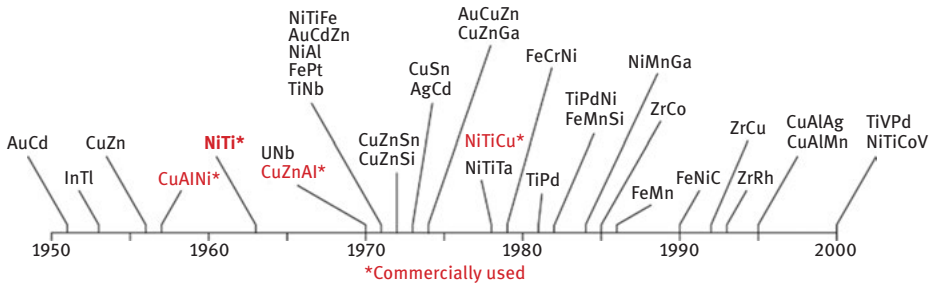 AuCd
InTl
CuZn
CuAlNi*
NiTi*
UNb
CuZnAl*
NiTiFe
AuCdZn
NiAl
FePt
TiNb
CuZnSn
CuZnSi
CuSn
AgCd
AuCuZn
CuZnGa
NiTiCu*
NiTiTa
FeCrNi
TiPd
TiPdNi
FeMnSi
NiMnGa
ZrCo
FeMn
FeNiC
ZrCu
ZrRh
CuAlAg
CuAlMn
TiVPd
NiTiCoV
1950 1960 1970 1980 1990 2000
*Commercially used